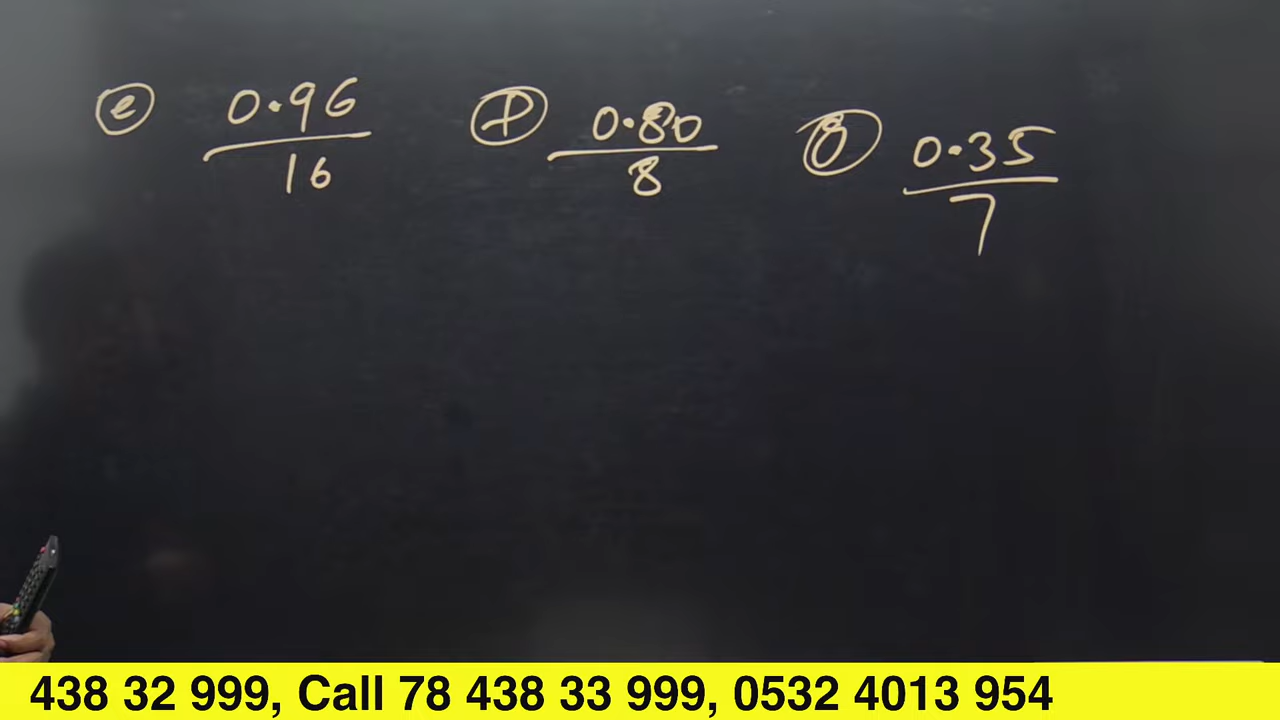 ⓔ 0.96/16 ⓕ 0.80/8 ⓖ 0.35/7
438 32 999, Call 78 438 33 999, 0532 4013 954